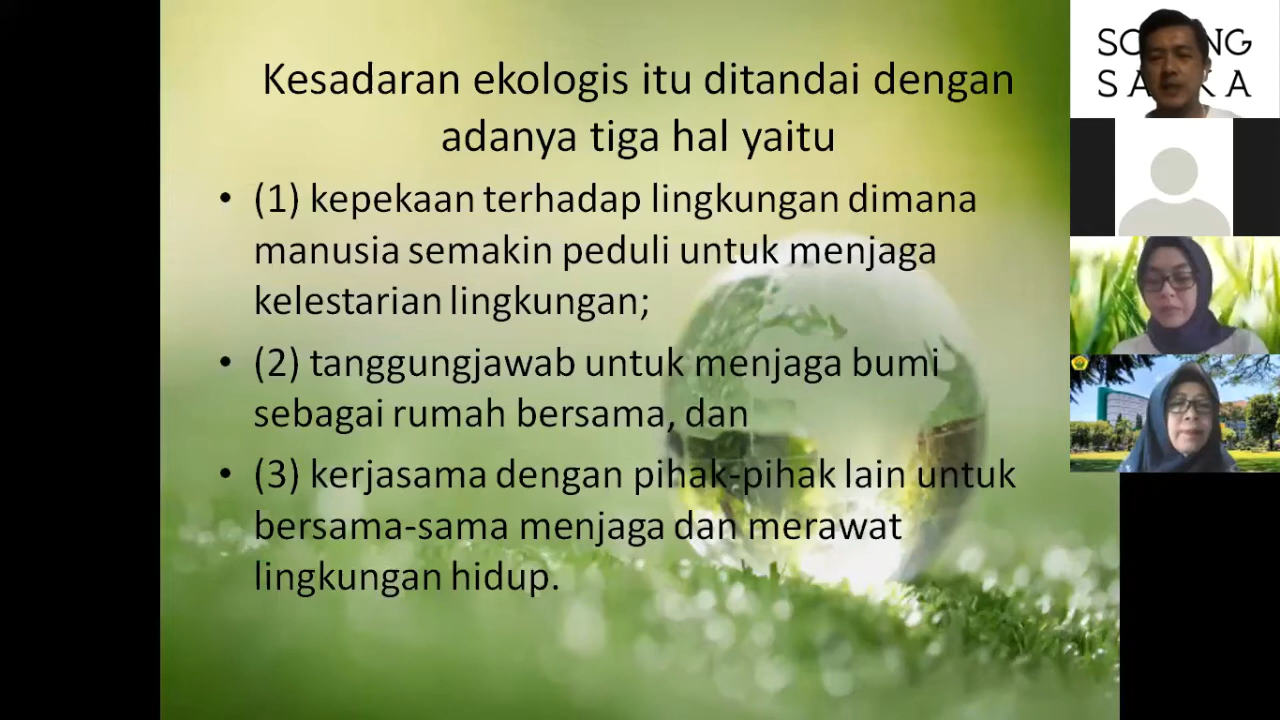 Kesadaran ekologis itu ditandai dengan
adanya tiga hal yaitu
• (1) kepekaan terhadap lingkungan dimana
manusia semakin peduli untuk menjaga
kelestarian lingkungan;
• (2) tanggungjawab untuk menjaga bumi
sebagai rumah bersama, dan
• (3) kerjasama dengan pihak-pihak lain untuk
bersama-sama menjaga dan merawat
lingkungan hidup.